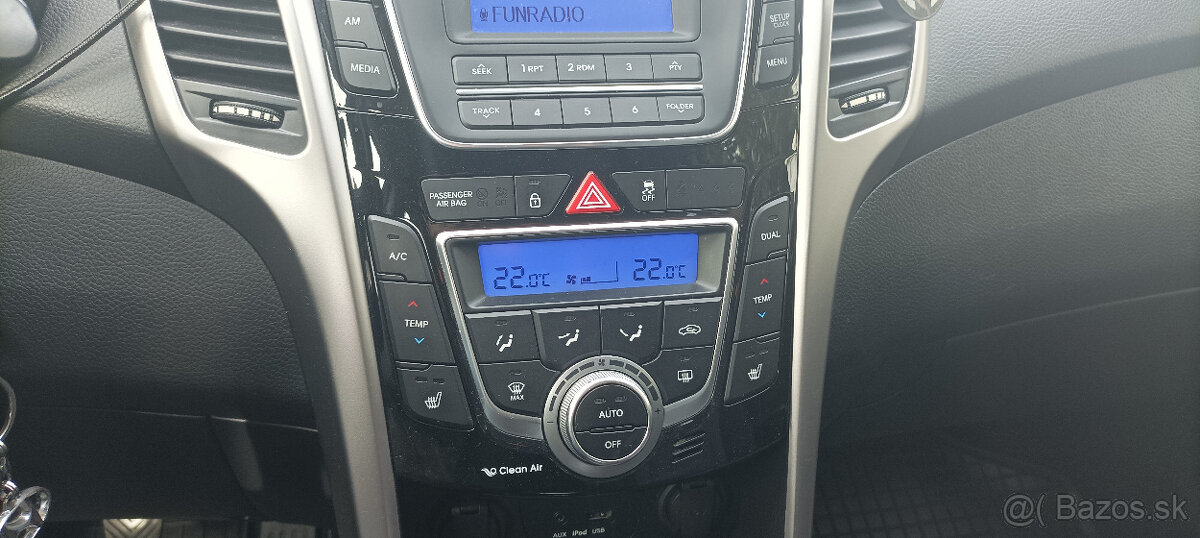 FUNRADIO
AM
SETUP
CLOCK
MEDIA
MENU
SEEK 1 RPT 2 RDM 3 PTY
TRACK 4 5 6 FOLDER
PASSENGER
AIR BAG
ON OFF
OFF
A/C
DUAL
22.0°C 22.0°C
TEMP
TEMP
MAX
AUTO
OFF
Clean Air
AUX iPod USB
@( Bazos.sk